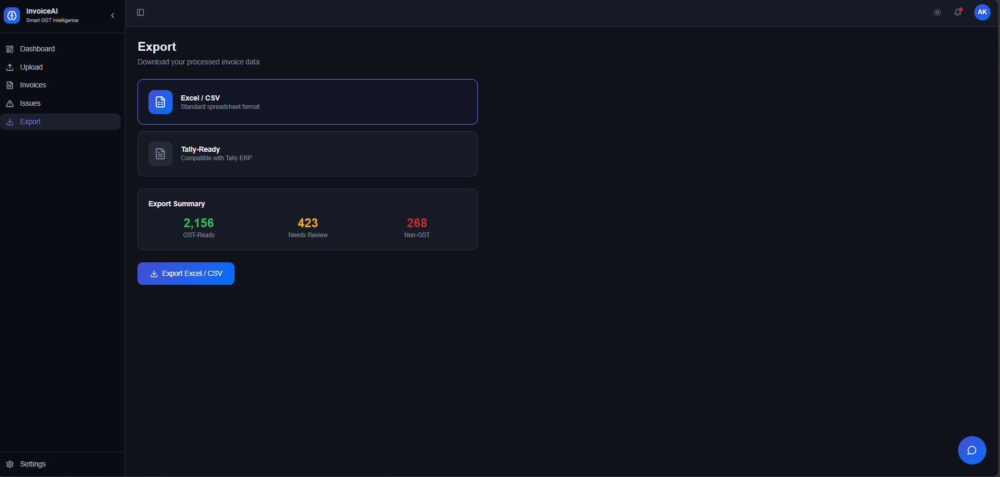 InvoiceAI
Smart GST Intelligence
Dashboard
Upload
Invoices
Issues
Export
Settings
AK
Export
Download your processed invoice data
Excel / CSV
Standard spreadsheet format
Tally-Ready
Compatible with Tally ERP
Export Summary
2,156 423 268
GST-Ready Needs Review Non-GST
Export Excel / CSV